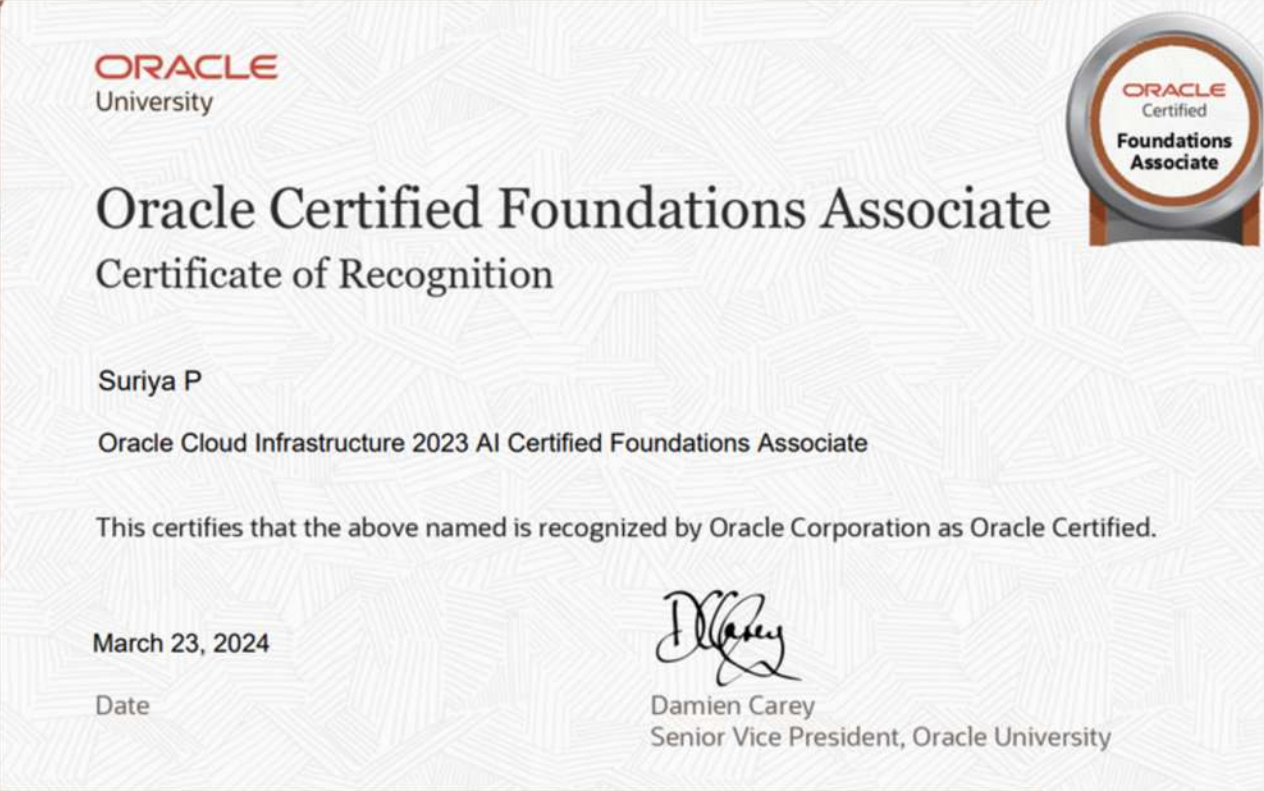 ORACLE
University
ORACLE
Certified
Foundations
Associate
Oracle Certified Foundations Associate
Certificate of Recognition
Suriya P
Oracle Cloud Infrastructure 2023 AI Certified Foundations Associate
This certifies that the above named is recognized by Oracle Corporation as Oracle Certified.
DCCarey
March 23, 2024
Date
Damien Carey
Senior Vice President, Oracle University